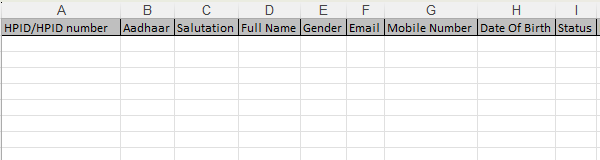 A B C D E F G H I
HPID/HPID number Aadhaar Salutation Full Name Gender Email Mobile Number Date Of Birth Status